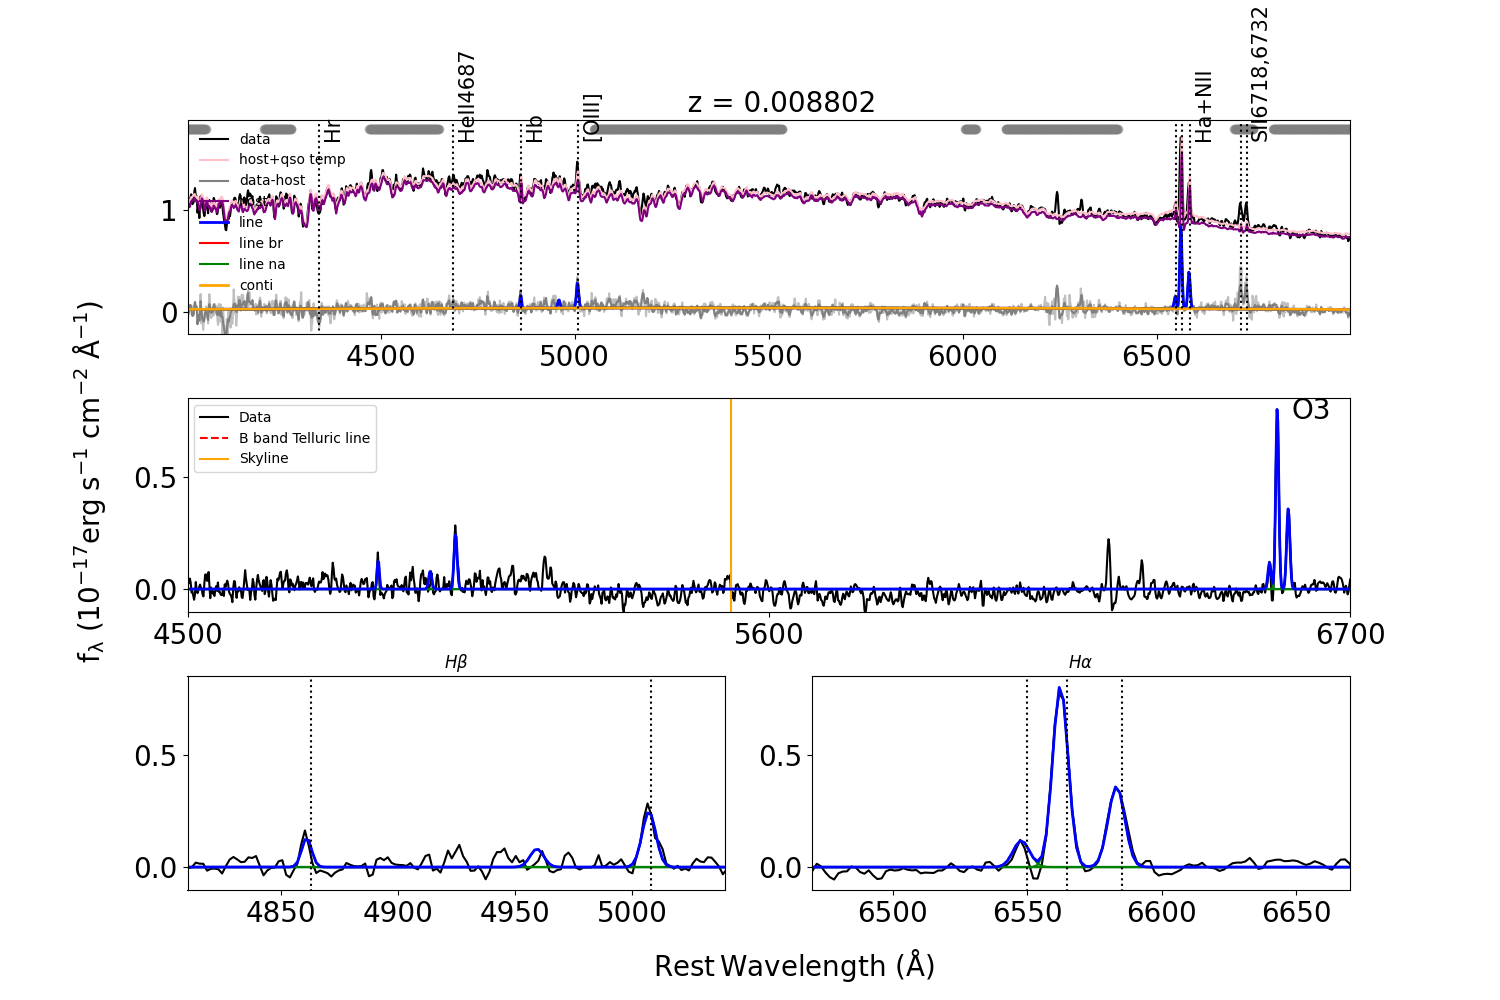 z = 0.008802
Hr
HeII4687
Hb
[OIII]
Ha+NII
SII6718,6732
data
host+qso temp
data-host
host
line
line br
line na
conti
1
0
4500
5000
5500
6000
6500
Data
B band Telluric line
Skyline
O3
0.5
0.0
4500
5600
6700
fλ (10⁻¹⁷erg s⁻¹ cm⁻² Å⁻¹)
Hβ
0.5
0.0
4850
4900
4950
5000
Hα
0.5
0.0
6500
6550
6600
6650
Rest Wavelength (Å)